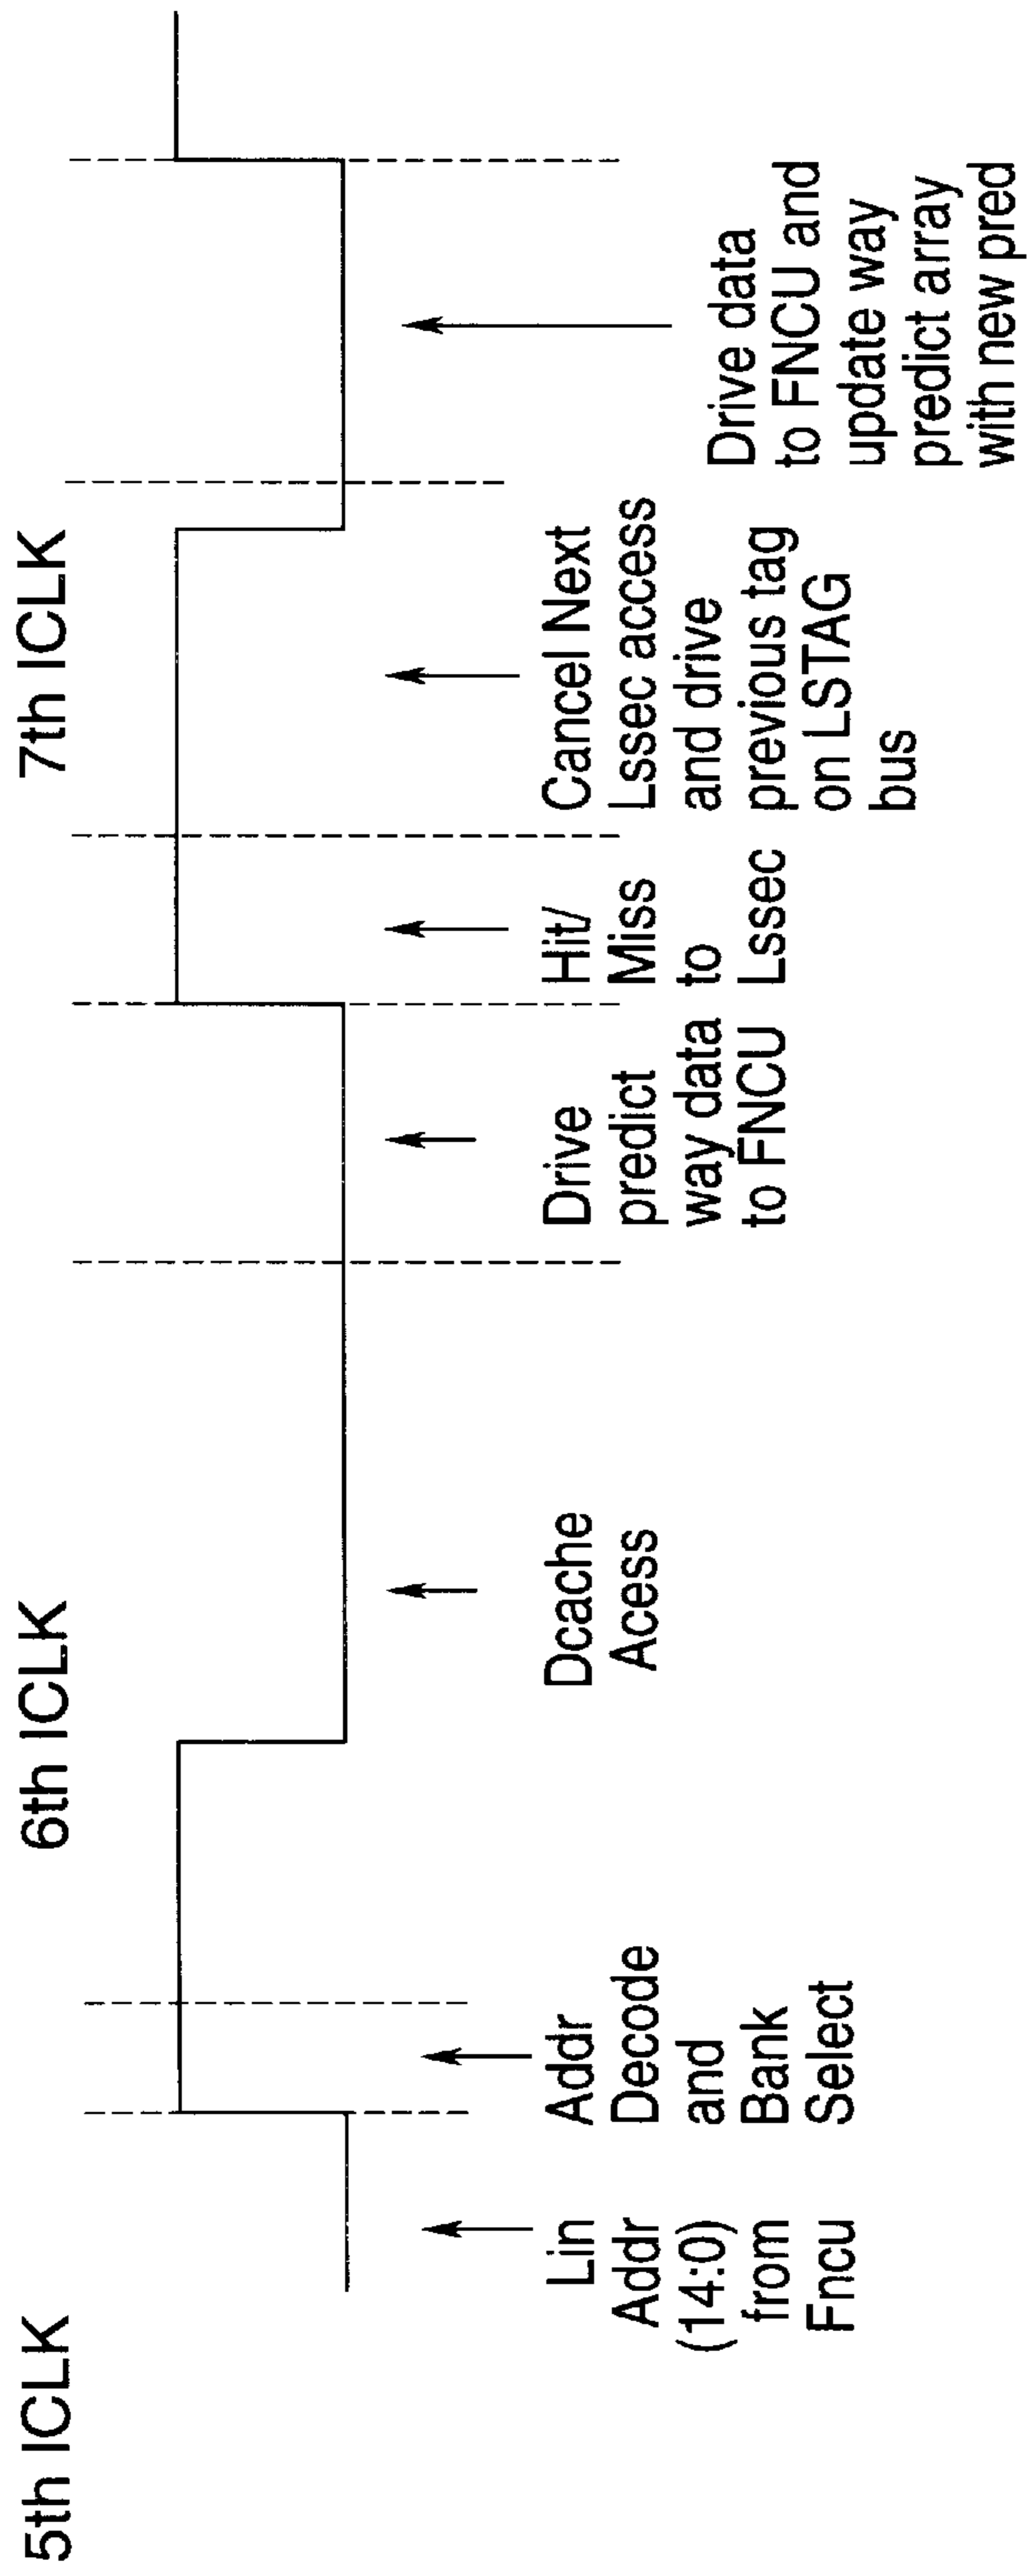 5th ICLK
6th ICLK
7th ICLK
Lin
Addr
(14:0)
from
Fncu
Addr
Decode
and
Bank
Select
Dcache
Acess
Drive
predict
way data
to FNCU
Hit/
Miss
to
Lssec
Cancel Next
Lssec access
and drive
previous tag
on LSTAG
bus
Drive data
to FNCU and
update way
predict array
with new pred